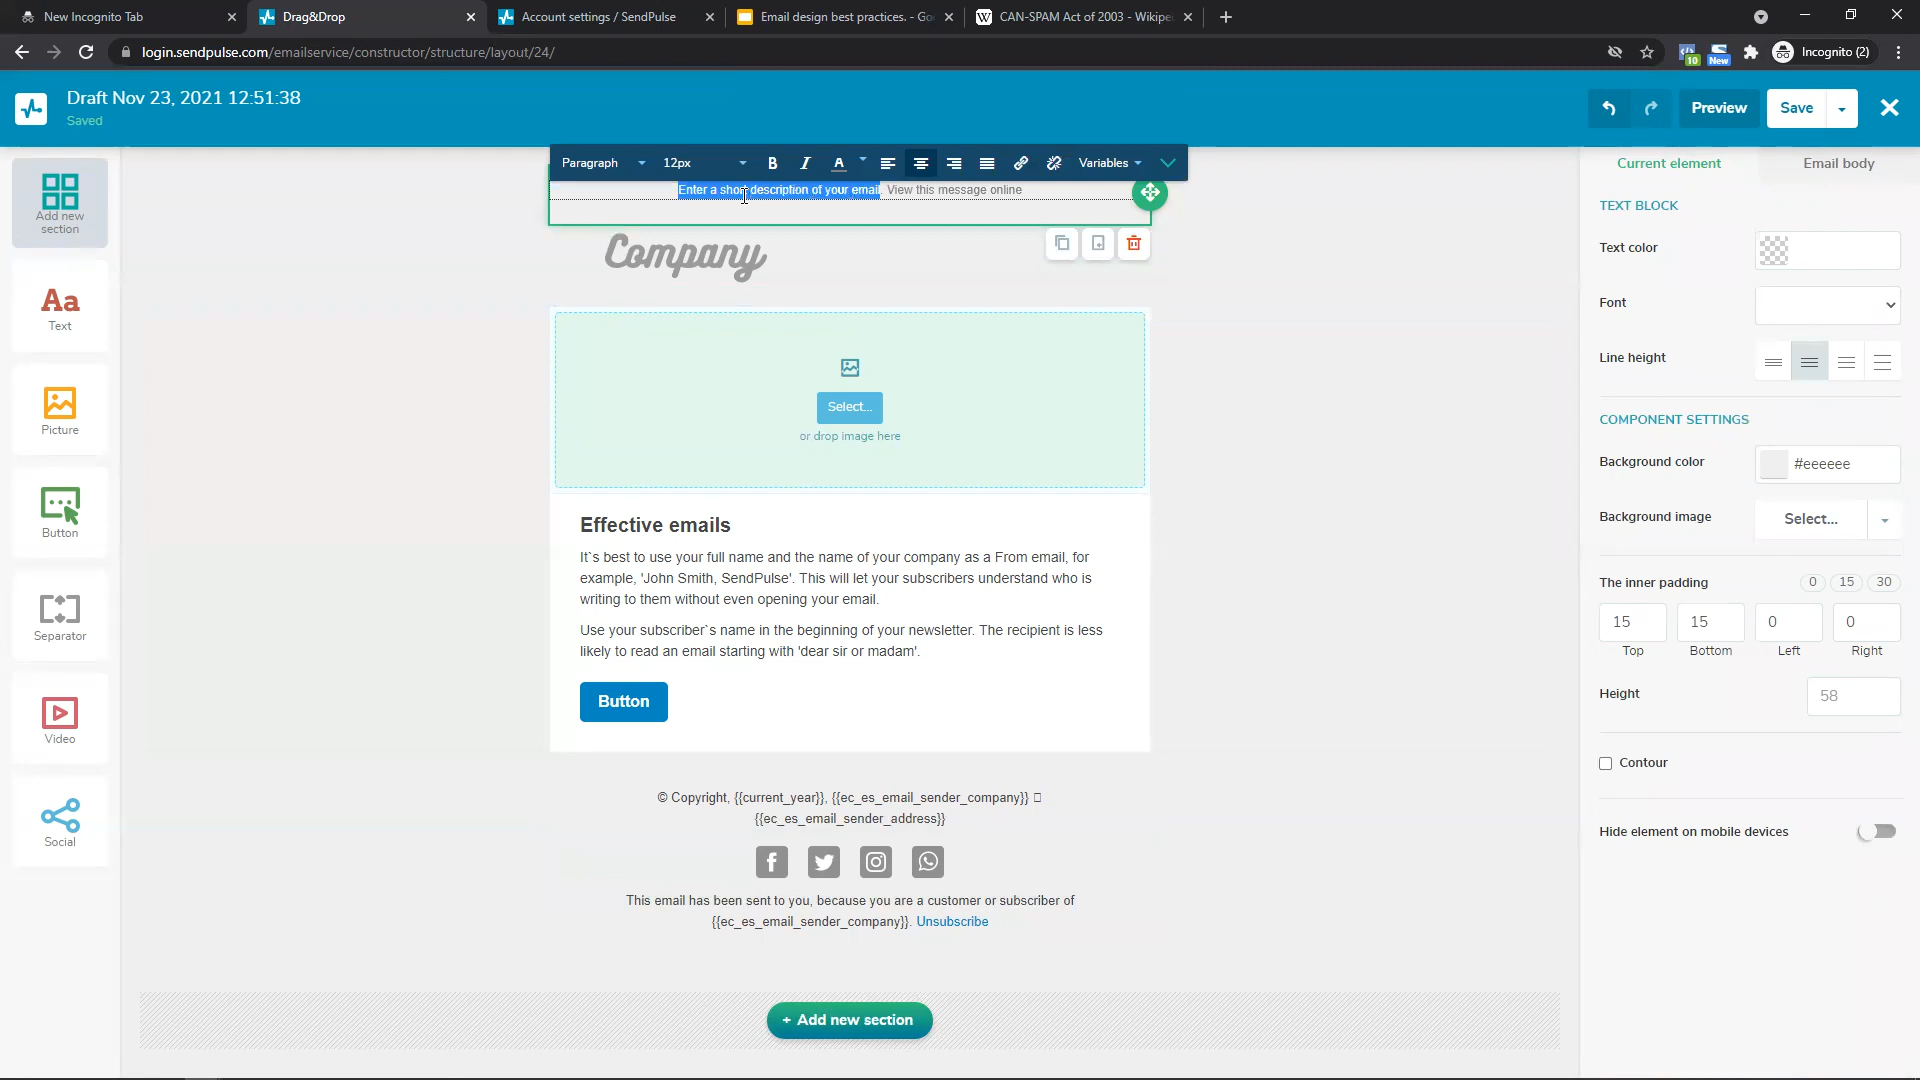 New Incognito Tab
Drag&Drop
Account settings / SendPulse
Email design best practices. - Go
CAN-SPAM Act of 2003 - Wikipe
login.sendpulse.com/emailservice/constructor/structure/layout/24/
10
New
Incognito (2)
Draft Nov 23, 2021 12:51:38
Saved
Preview
Save
Add new
section
Aa
Text
Picture
Button
Separator
Video
Social
Paragraph
12px
B
I
A
Variables
Enter a short description of your email. View this message online
Company
Select...
or drop image here
Effective emails
It`s best to use your full name and the name of your company as a From email, for
example, 'John Smith, SendPulse'. This will let your subscribers understand who is
writing to them without even opening your email.
Use your subscriber`s name in the beginning of your newsletter. The recipient is less
likely to read an email starting with 'dear sir or madam'.
Button
© Copyright, {{current_year}}, {{ec_es_email_sender_company}}
{{ec_es_email_sender_address}}
This email has been sent to you, because you are a customer or subscriber of
{{ec_es_email_sender_company}}. Unsubscribe
+ Add new section
Current element
Email body
TEXT BLOCK
Text color
Font
Line height
COMPONENT SETTINGS
Background color
#eeeeee
Background image
Select...
The inner padding
0
15
30
15
15
0
0
Top
Bottom
Left
Right
Height
58
Contour
Hide element on mobile devices